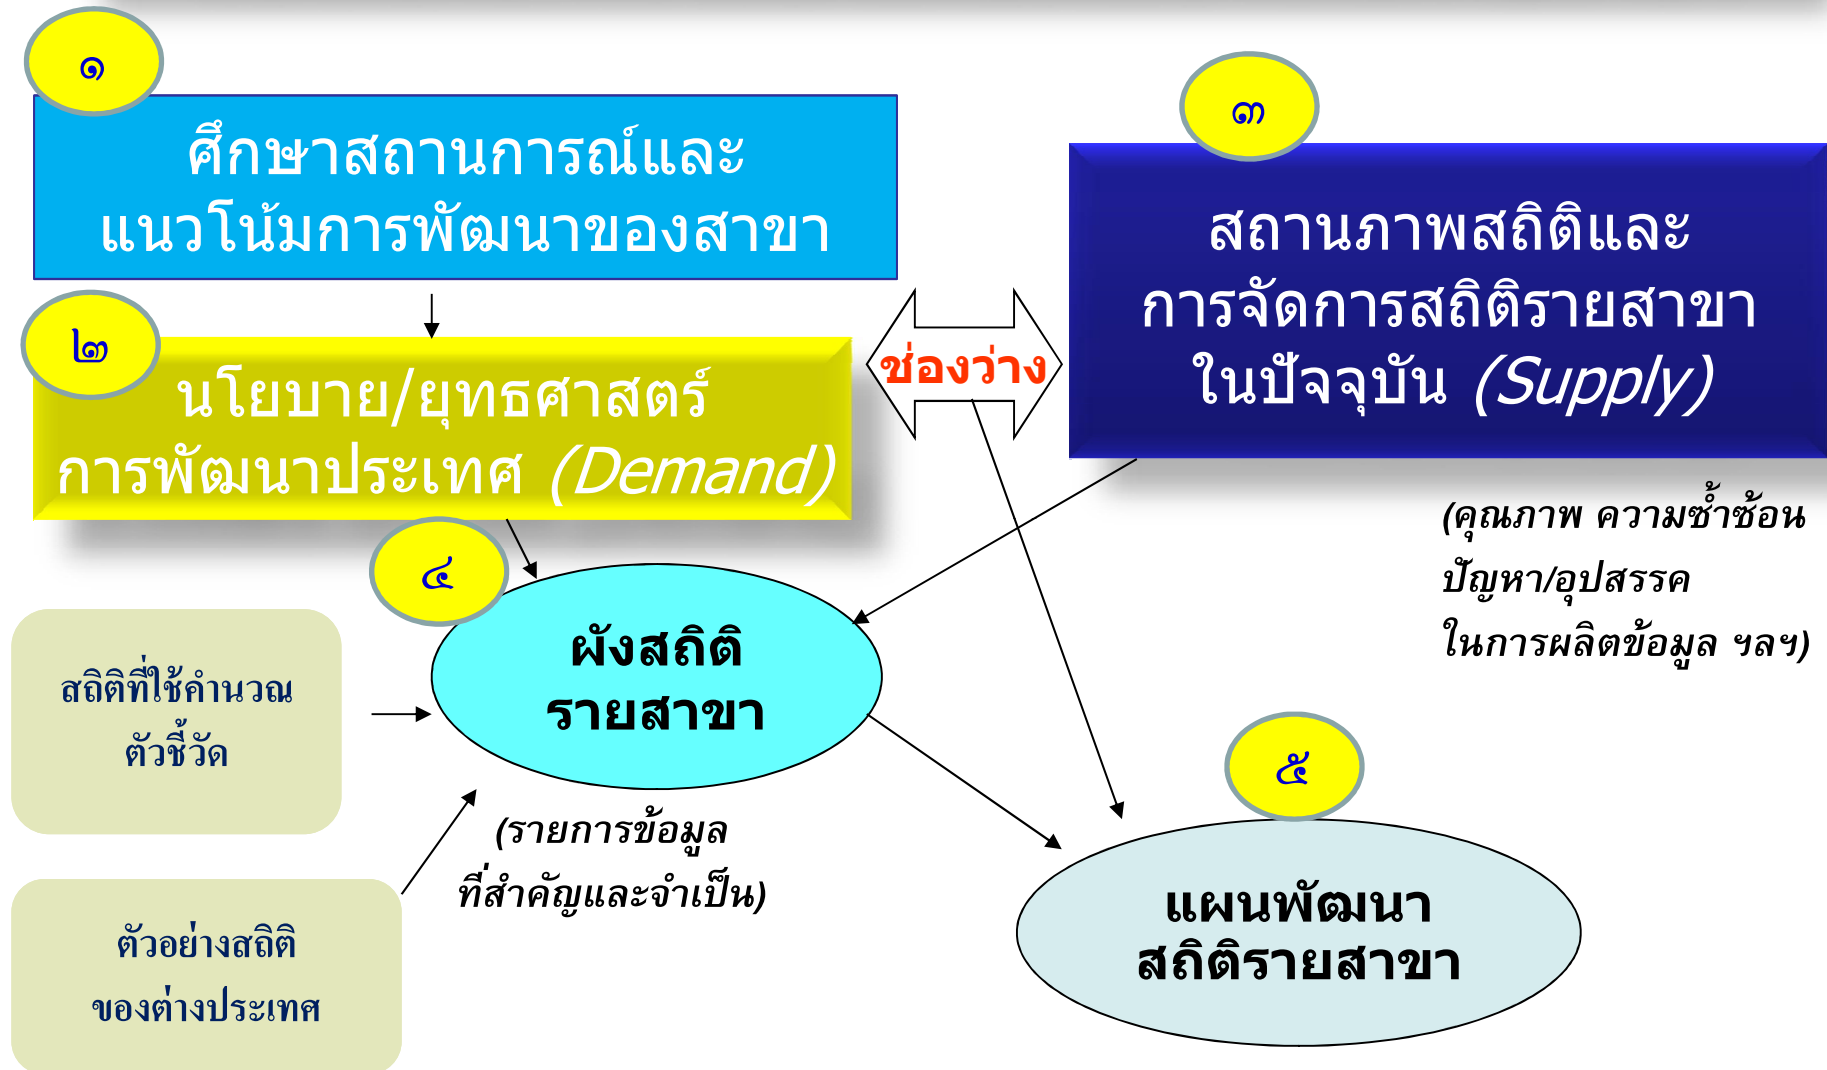 ๑
ศึกษาสถานการณ์และ
แนวโน้มการพัฒนาของสาขา
๒
นโยบาย/ยุทธศาสตร์
การพัฒนาประเทศ (Demand)
ช่องว่าง
๓
สถานภาพสถิติและ
การจัดการสถิติรายสาขา
ในปัจจุบัน (Supply)
(คุณภาพ ความซ้ำซ้อน
ปัญหา/อุปสรรค
ในการผลิตข้อมูล ฯลฯ)
๔
ผังสถิติ
รายสาขา
(รายการข้อมูล
ที่สำคัญและจำเป็น)
สถิติที่ใช้คำนวณ
ตัวชี้วัด
ตัวอย่างสถิติ
ของต่างประเทศ
๕
แผนพัฒนา
สถิติรายสาขา